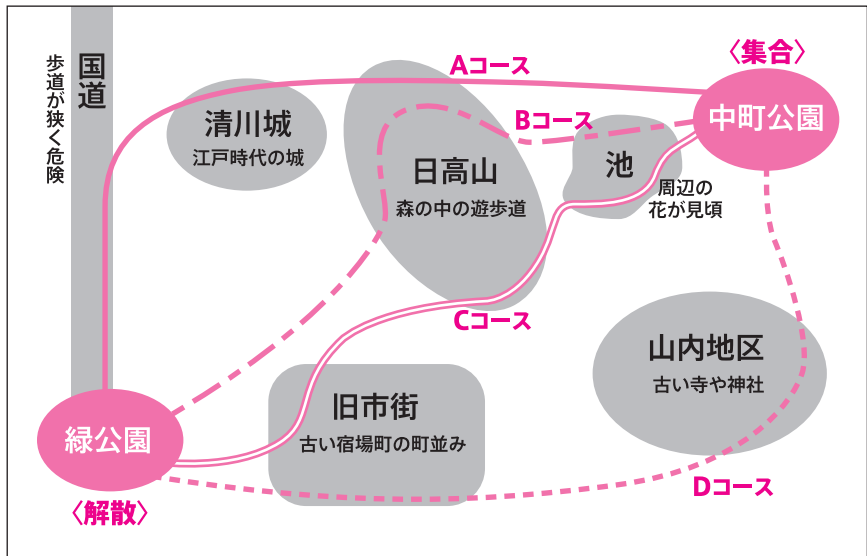 国道
歩道が狭く危険
清川城
江戸時代の城
Aコース
〈集合〉
中町公園
Bコース
日高山
森の中の遊歩道
池
周辺の
花が見頃
Cコース
山内地区
古い寺や神社
旧市街
古い宿場町の町並み
緑公園
〈解散〉
Dコース